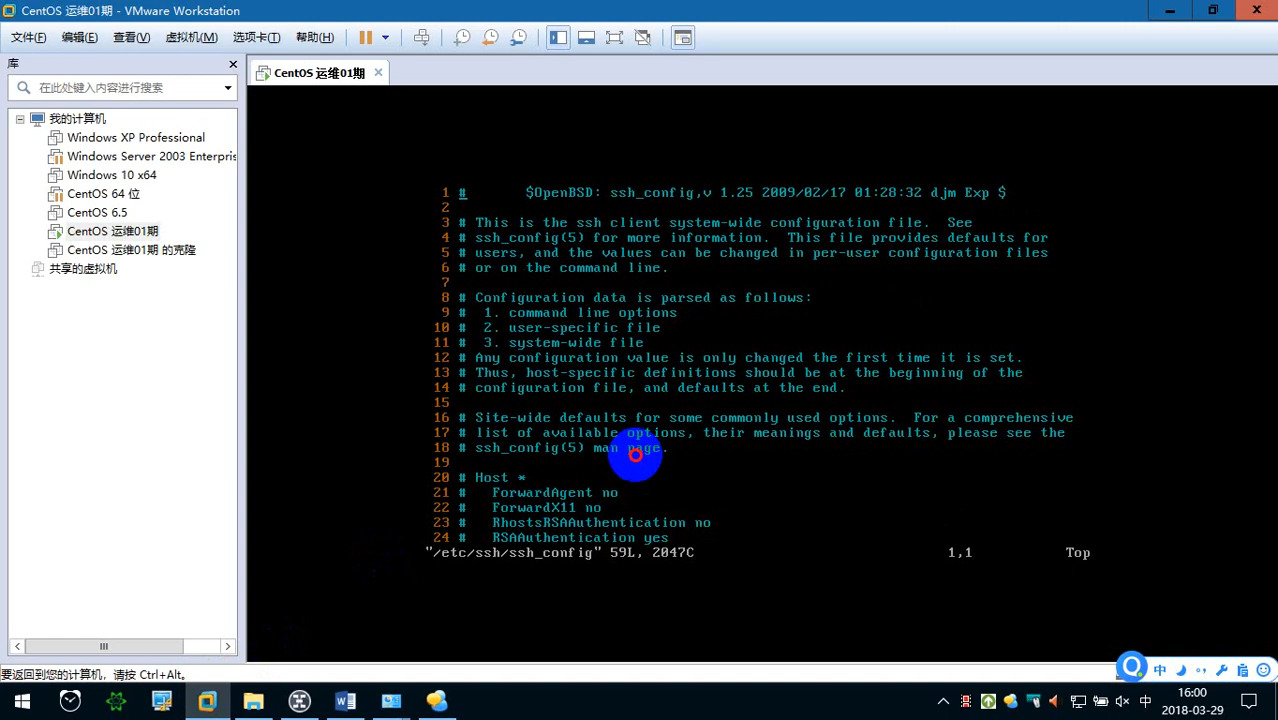 CentOS 运维01期 - VMware Workstation
文件(F) 编辑(E) 查看(V) 虚拟机(M) 选项卡(T) 帮助(H)
库
在此处键入内容进行搜索
我的计算机
Windows XP Professional
Windows Server 2003 Enterpris
Windows 10 x64
CentOS 64 位
CentOS 6.5
CentOS 运维01期
CentOS 运维01期 的克隆
共享的虚拟机
CentOS 运维01期
1 #       $OpenBSD: ssh_config,v 1.25 2009/02/17 01:28:32 djm Exp $
2
3 # This is the ssh client system-wide configuration file.  See
4 # ssh_config(5) for more information.  This file provides defaults for
5 # users, and the values can be changed in per-user configuration files
6 # or on the command line.
7
8 # Configuration data is parsed as follows:
9 #  1. command line options
10 #  2. user-specific file
11 #  3. system-wide file
12 # Any configuration value is only changed the first time it is set.
13 # Thus, host-specific definitions should be at the beginning of the
14 # configuration file, and defaults at the end.
15
16 # Site-wide defaults for some commonly used options.  For a comprehensive
17 # list of available options, their meanings and defaults, please see the
18 # ssh_config(5) man page.
19
20 # Host *
21 #   ForwardAgent no
22 #   ForwardX11 no
23 #   RhostsRSAAuthentication no
24 #   RSAAuthentication yes
"/etc/ssh/ssh_config" 59L, 2047C 1,1 Top
要返回到您的计算机，请按 Ctrl+Alt。
中
中
16:00
2018-03-29